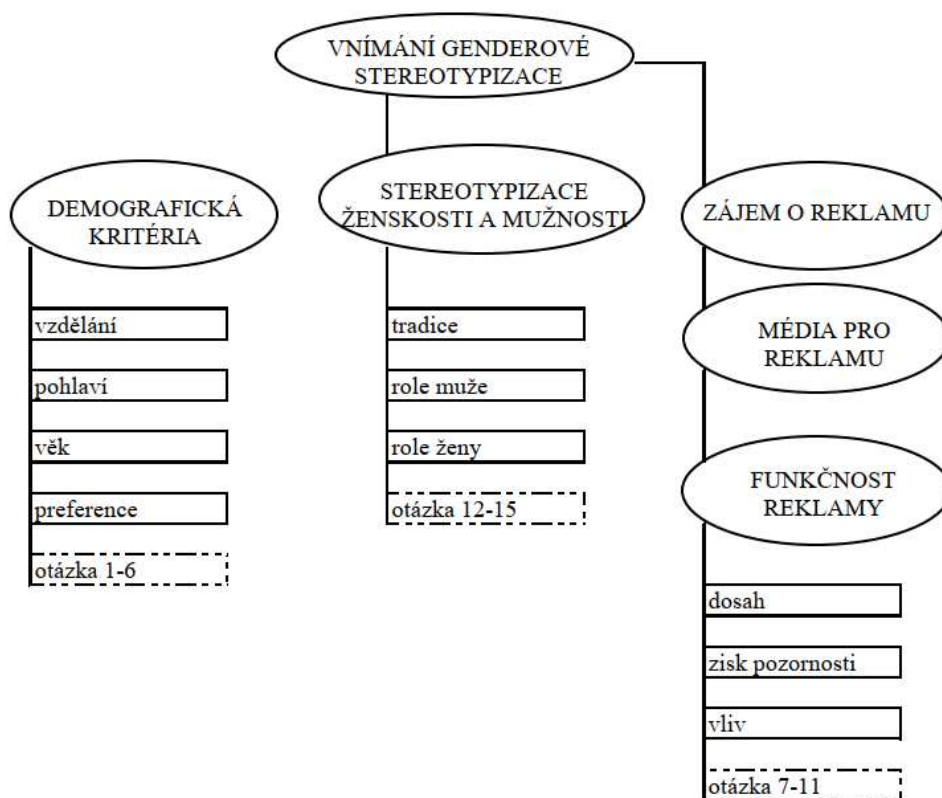 VNÍMÁNÍ GENDEROVÉ
STEREOTYPIZACE
DEMOGRAFICKÁ
KRITÉRIA
vzdělání
pohlaví
věk
preference
otázka 1-6
STEREOTYPIZACE
ŽENSKOSTI A MUŽNOSTI
tradice
role muže
role ženy
otázka 12-15
ZÁJEM O REKLAMU
MÉDIA PRO
REKLAMU
FUNKČNOST
REKLAMY
dosah
zisk pozornosti
vliv
otázka 7-11